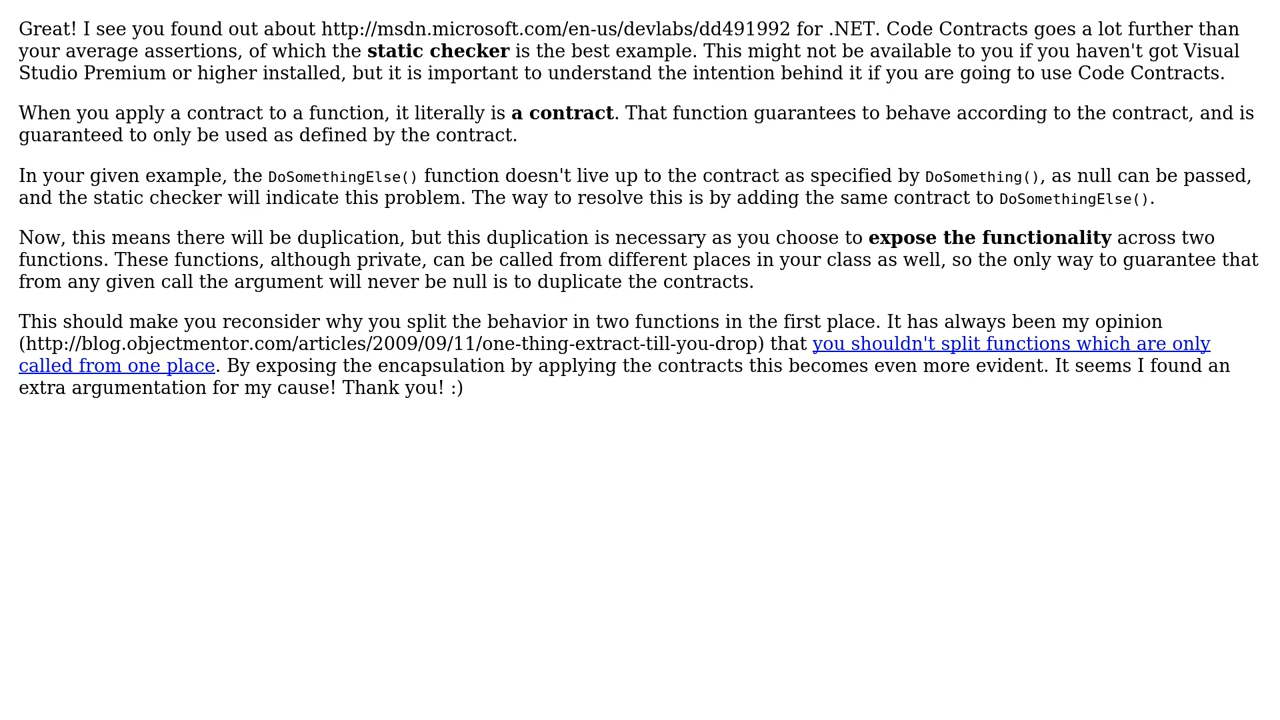 Great! I see you found out about http://msdn.microsoft.com/en-us/devlabs/dd491992 for .NET. Code Contracts goes a lot further than
your average assertions, of which the static checker is the best example. This might not be available to you if you haven't got Visual
Studio Premium or higher installed, but it is important to understand the intention behind it if you are going to use Code Contracts.
When you apply a contract to a function, it literally is a contract. That function guarantees to behave according to the contract, and is
guaranteed to only be used as defined by the contract.
In your given example, the DoSomethingElse() function doesn't live up to the contract as specified by DoSomething(), as null can be passed,
and the static checker will indicate this problem. The way to resolve this is by adding the same contract to DoSomethingElse().
Now, this means there will be duplication, but this duplication is necessary as you choose to expose the functionality across two
functions. These functions, although private, can be called from different places in your class as well, so the only way to guarantee that
from any given call the argument will never be null is to duplicate the contracts.
This should make you reconsider why you split the behavior in two functions in the first place. It has always been my opinion
(http://blog.objectmentor.com/articles/2009/09/11/one-thing-extract-till-you-drop) that you shouldn't split functions which are only
called from one place. By exposing the encapsulation by applying the contracts this becomes even more evident. It seems I found an
extra argumentation for my cause! Thank you! :)